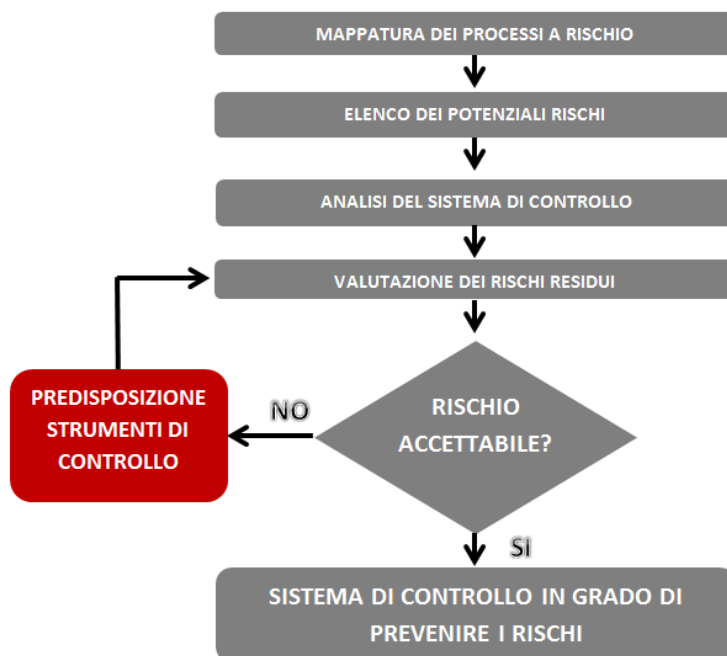 MAPPATURA DEI PROCESSI A RISCHIO
ELENCO DEI POTENZIALI RISCHI
ANALISI DEL SISTEMA DI CONTROLLO
VALUTAZIONE DEI RISCHI RESIDUI
RISCHIO
ACCETTABILE?
NO
PREDISPOSIZIONE
STRUMENTI DI
CONTROLLO
SI
SISTEMA DI CONTROLLO IN GRADO DI
PREVENIRE I RISCHI